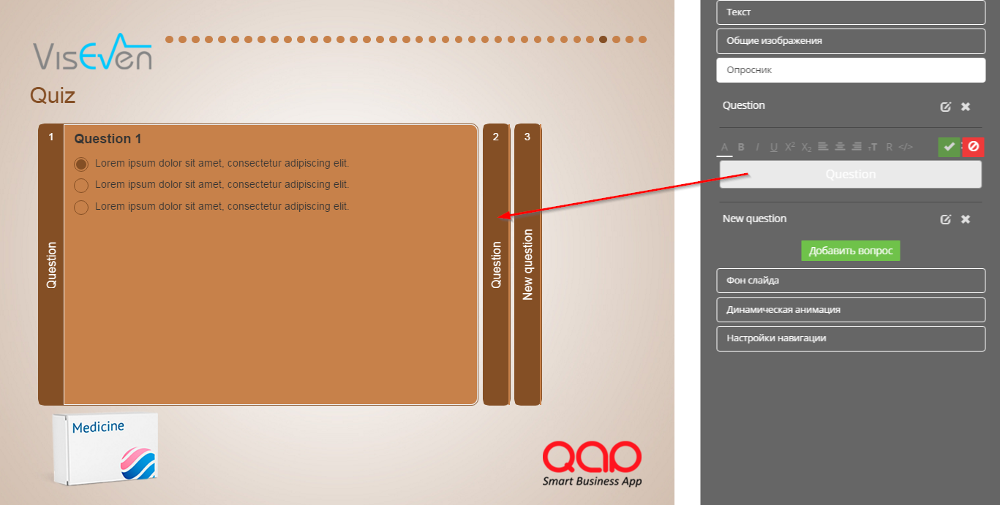 VisEven
Quiz
1
Question
Question 1
Lorem ipsum dolor sit amet, consectetur adipiscing elit.
Lorem ipsum dolor sit amet, consectetur adipiscing elit.
Lorem ipsum dolor sit amet, consectetur adipiscing elit.
2
Question
3
New question
Medicine
QAP
Smart Business App
Текст
Общие изображения
Опросник
Question
A B I U X² X₂ тT R </>
Question
New question
Добавить вопрос
Фон слайда
Динамическая анимация
Настройки навигации